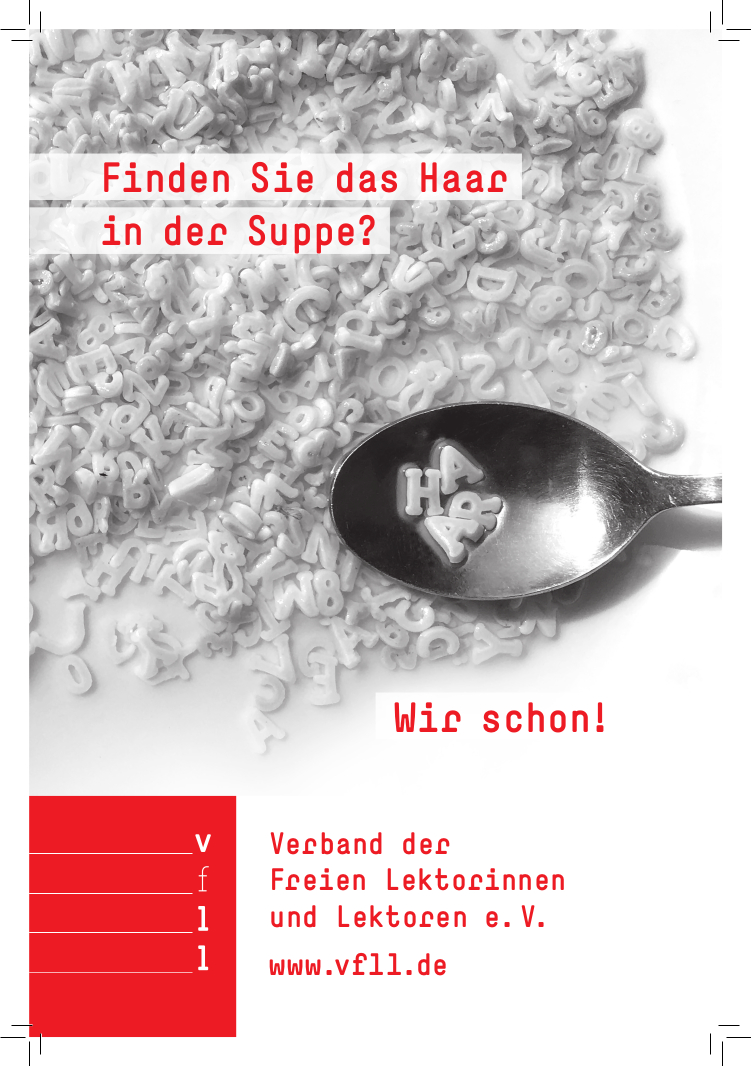 Finden Sie das Haar
in der Suppe?
HA
AR
Wir schon!
v
f
l
l
Verband der
Freien Lektorinnen
und Lektoren e. V.
www.vfll.de